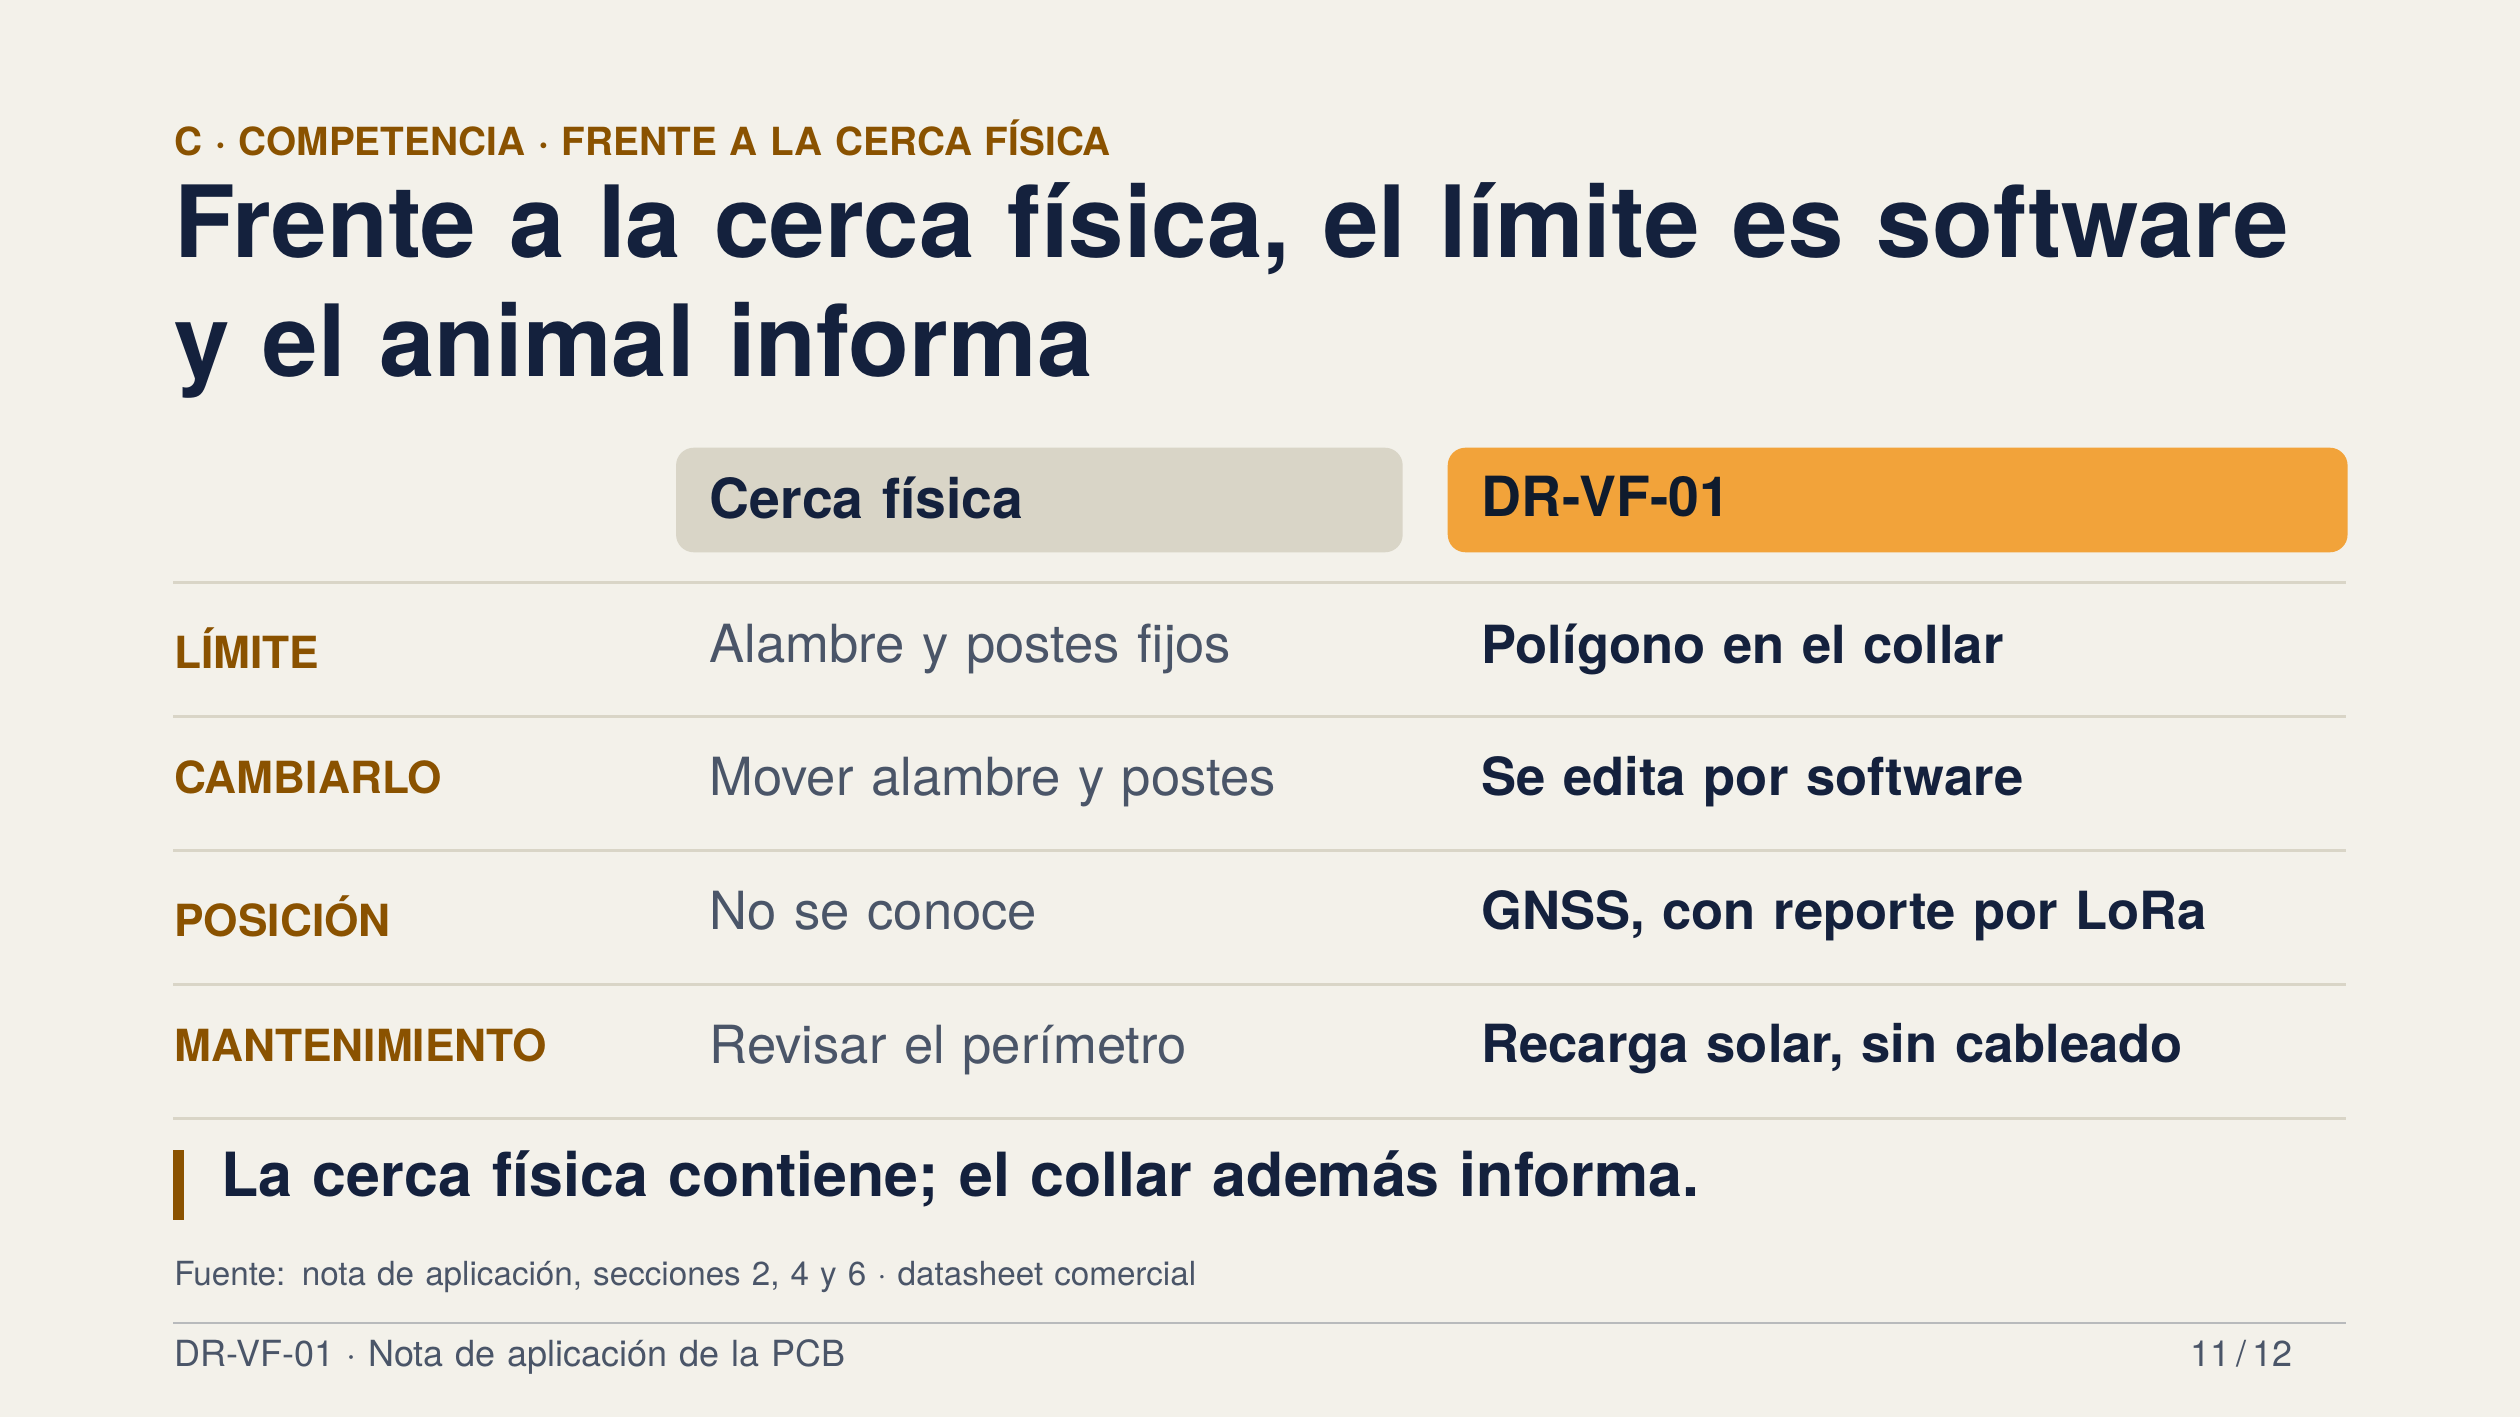 C · COMPETENCIA · FRENTE A LA CERCA FÍSICA
Frente a la cerca física, el límite es software
y el animal informa
Cerca física
DR-VF-01
LÍMITE
Alambre y postes fijos
Polígono en el collar
CAMBIARLO
Mover alambre y postes
Se edita por software
POSICIÓN
No se conoce
GNSS, con reporte por LoRa
MANTENIMIENTO
Revisar el perímetro
Recarga solar, sin cableado
La cerca física contiene; el collar además informa.
Fuente: nota de aplicación, secciones 2, 4 y 6 · datasheet comercial
DR-VF-01 · Nota de aplicación de la PCB
11 / 12